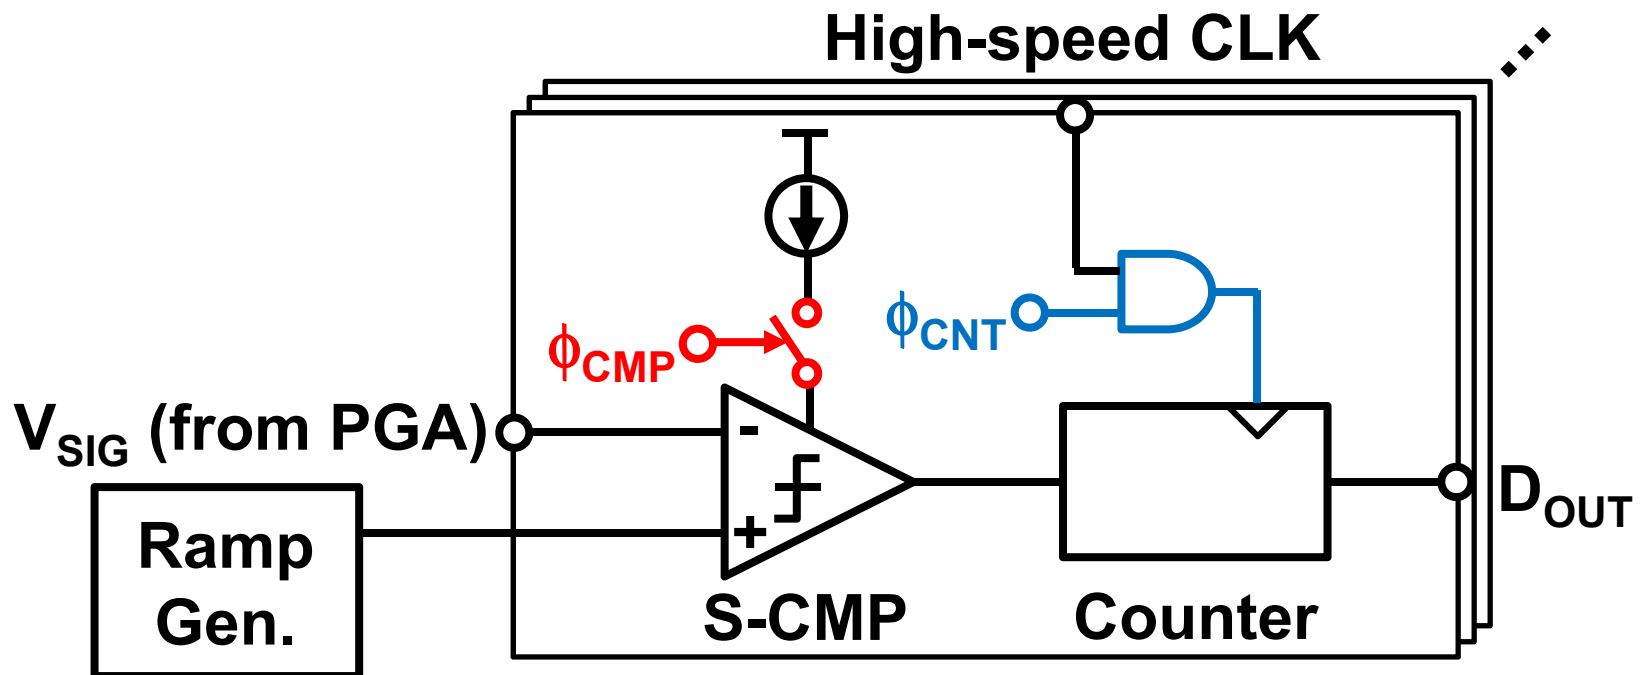 High-speed CLK
ϕCMP
ϕCNT
VSIG (from PGA)
-
+
Ramp
Gen.
S-CMP
Counter
DOUT